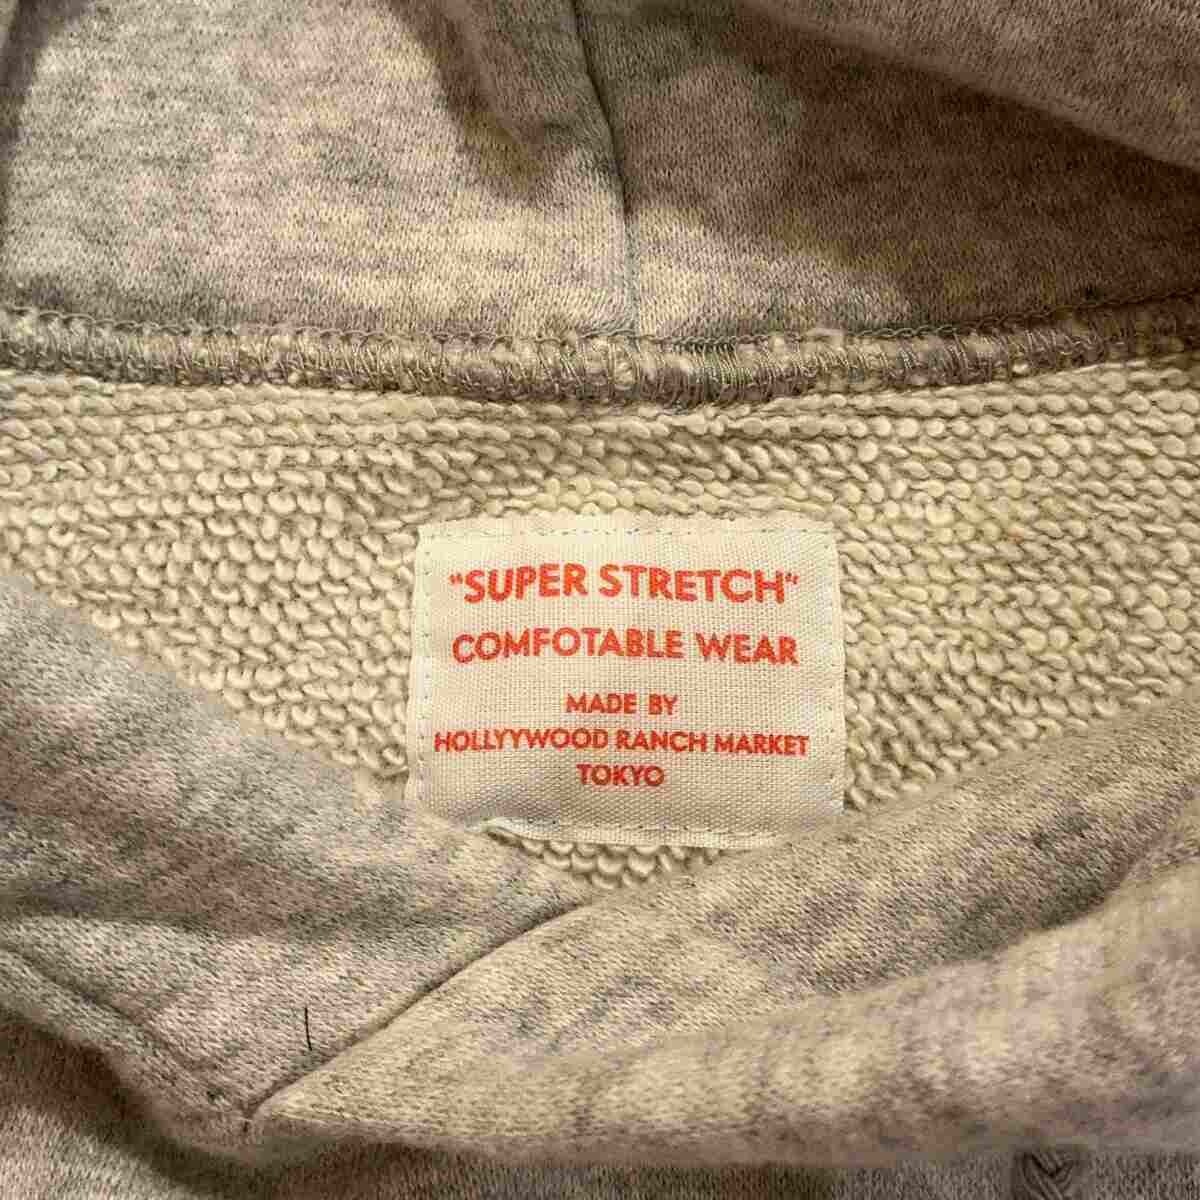 "SUPER STRETCH"
COMFOTABLE WEAR
MADE BY
HOLLYYWOOD RANCH MARKET
TOKYO